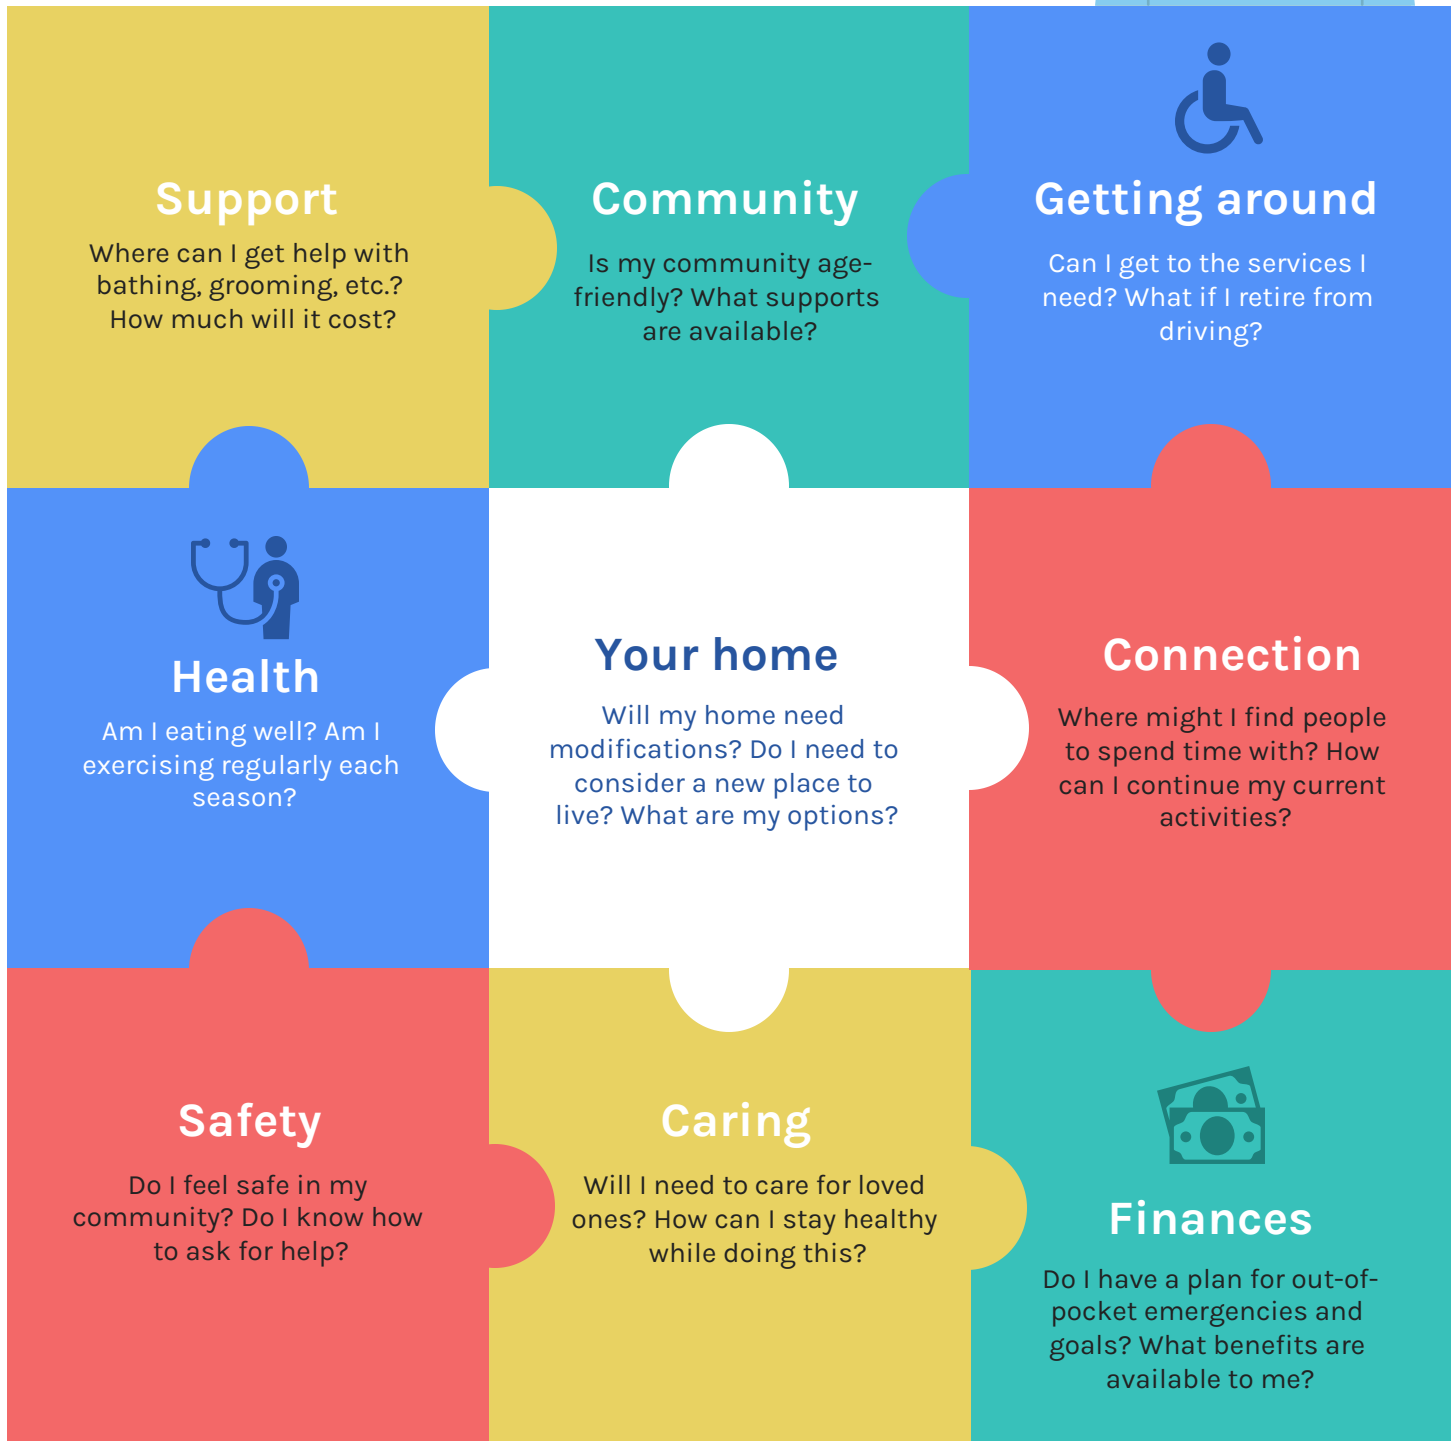 Support
Where can I get help with
bathing, grooming, etc.?
How much will it cost?
Community
Is my community age-
friendly? What supports
are available?
Getting around
Can I get to the services I
need? What if I retire from
driving?
Health
Am I eating well? Am I
exercising regularly each
season?
Your home
Will my home need
modifications? Do I need to
consider a new place to
live? What are my options?
Connection
Where might I find people
to spend time with? How
can I continue my current
activities?
Safety
Do I feel safe in my
community? Do I know how
to ask for help?
Caring
Will I need to care for loved
ones? How can I stay healthy
while doing this?
Finances
Do I have a plan for out-of-
pocket emergencies and
goals? What benefits are
available to me?